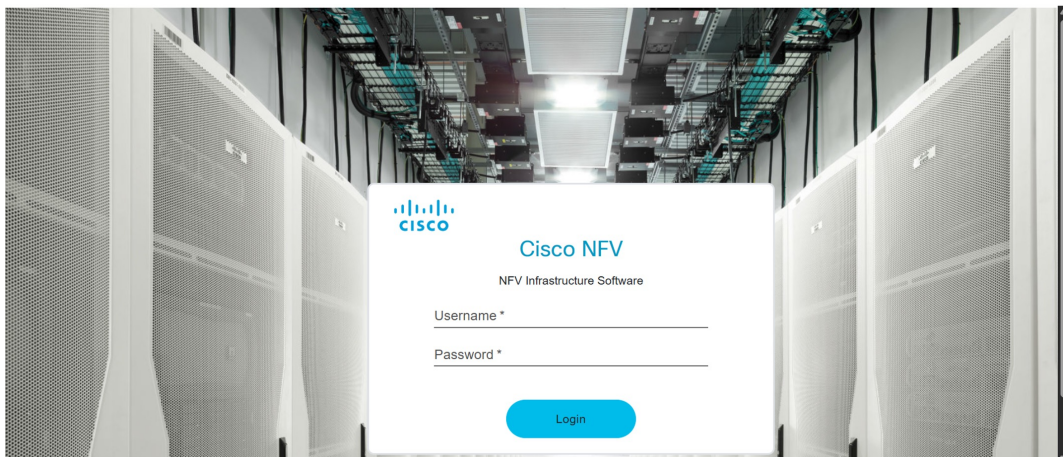 CISCO
Cisco NFV
NFV Infrastructure Software
Username *
Password *
Login